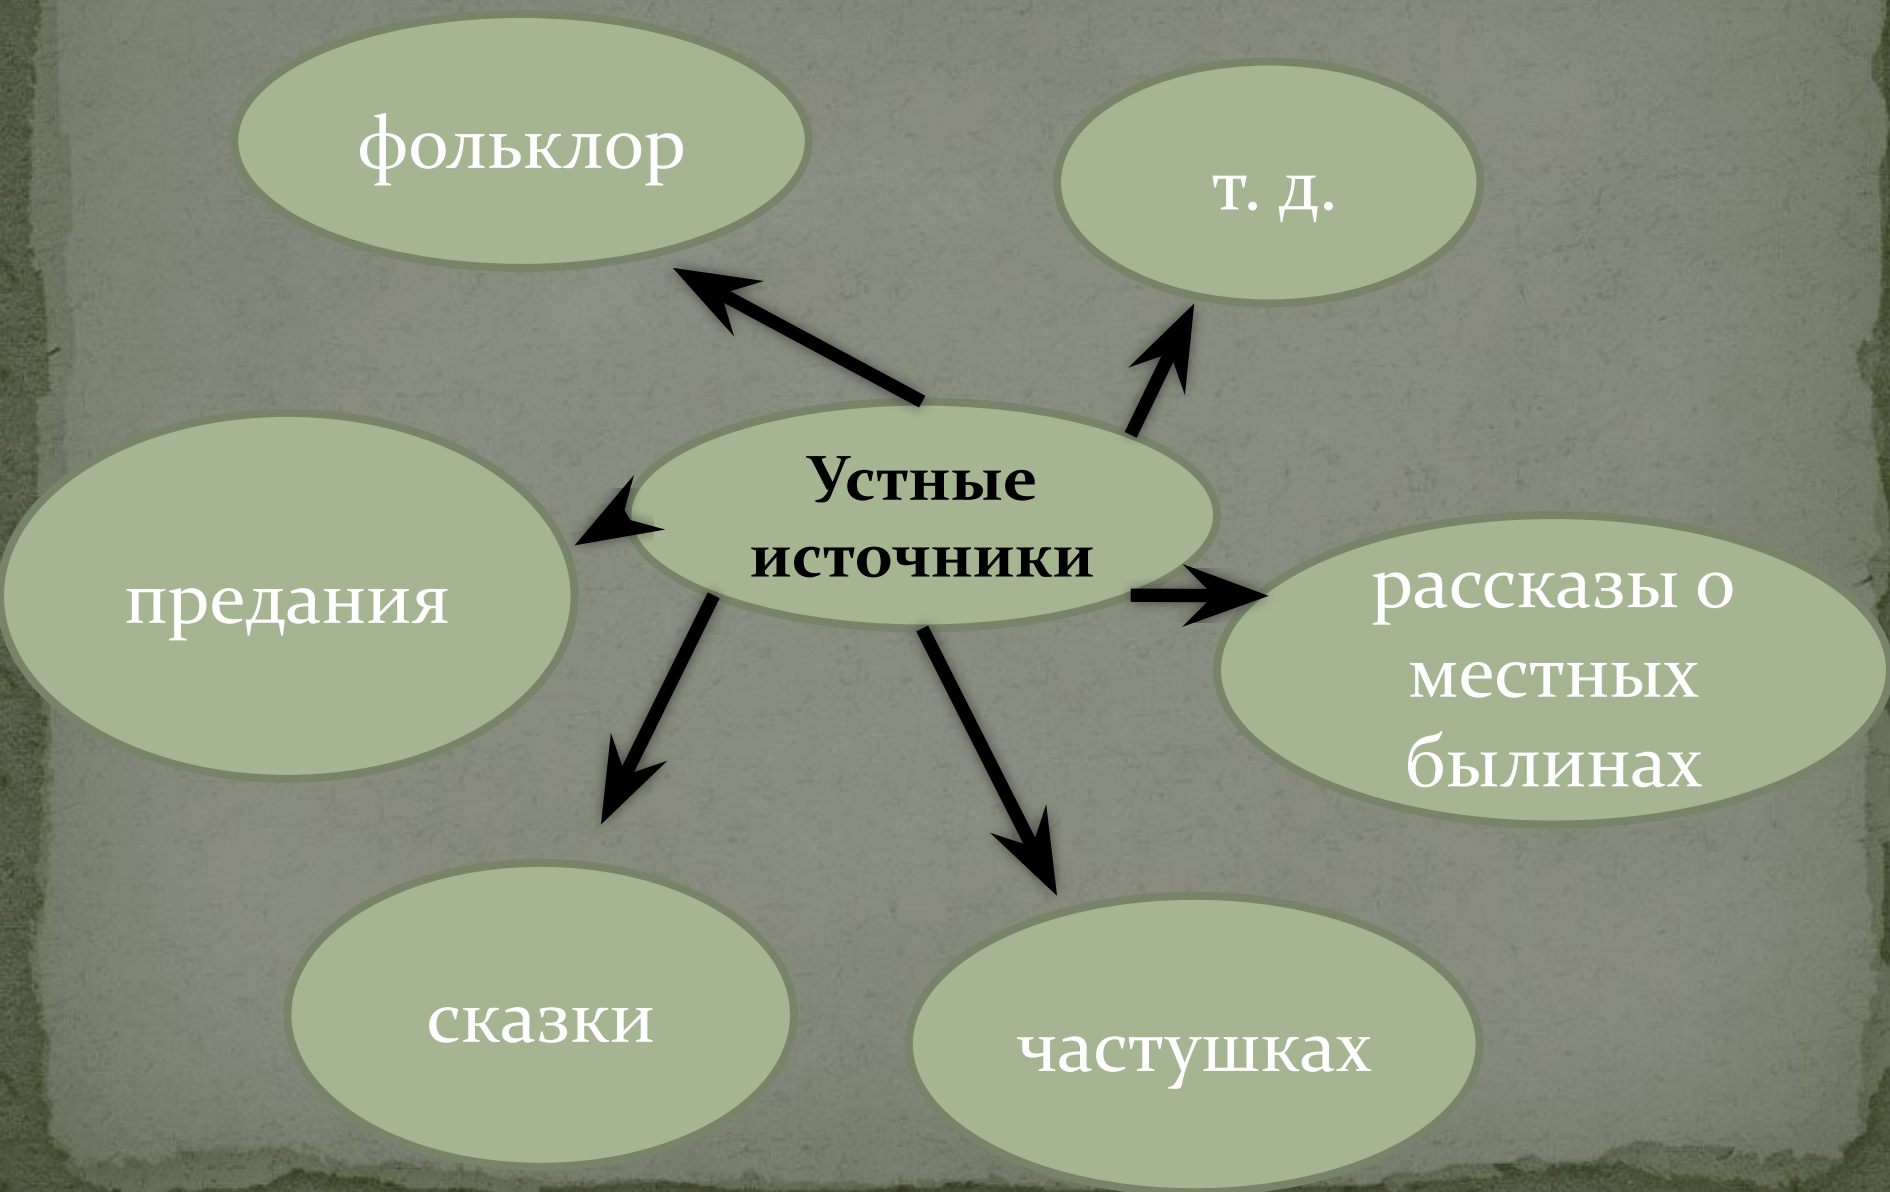 фольклор
т. д.
Устные
источники
предания
рассказы о
местных
былинах
сказки
частушках